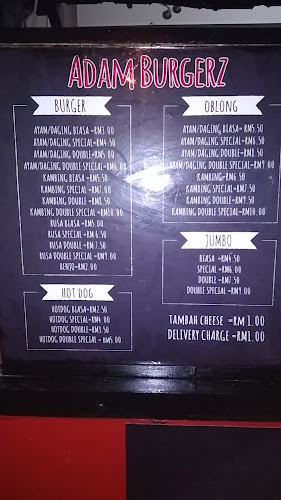 ADAM BURGERZ
BURGER
AYAM/DAGING BIASA-RM3.00
AYAM/DAGING SPECIAL-RM4.50
AYAM/DAGING DOUBLE-RM5.00
AYAM/DAGING DOUBLE SPECIAL-RM6.00
KAMBING BIASA-RM5.50
KAMBING SPECIAL-RM7.00
KAMBING DOUBLE-RM8.50
KAMBING DOUBLE SPECIAL-RM10.00
RUSA BIASA-RM5.00
RUSA SPECIAL-RM6.50
RUSA DOUBLE-RM7.50
RUSA DOUBLE SPECIAL-RM9.00
BENJO-RM2.00
HOT DOG
HOTDOG BIASA-RM2.50
HOTDOG SPECIAL-RM4.00
HOTDOG DOUBLE-RM3.50
HOTDOG DOUBLE SPECIAL-RM5.00
OBLONG
AYAM/DAGING BIASA-RM5.50
AYAM/DAGING SPECIAL-RM6.50
AYAM/DAGING DOUBLE-RM8.50
AYAM/DAGING DOUBLE SPECIAL-RM9.00
KAMBING-RM6.50
KAMBING SPECIAL-RM7.50
KAMBING DOUBLE-RM9.50
KAMBING DOUBLE SPECIAL-RM10.00
JUMBO
BIASA -RM4.50
SPECIAL-RM6.00
DOUBLE-RM7.50
DOUBLE SPECIAL-RM9.00
TAMBAH CHEESE -RM 1.00
DELIVERY CHARGE -RM1.00